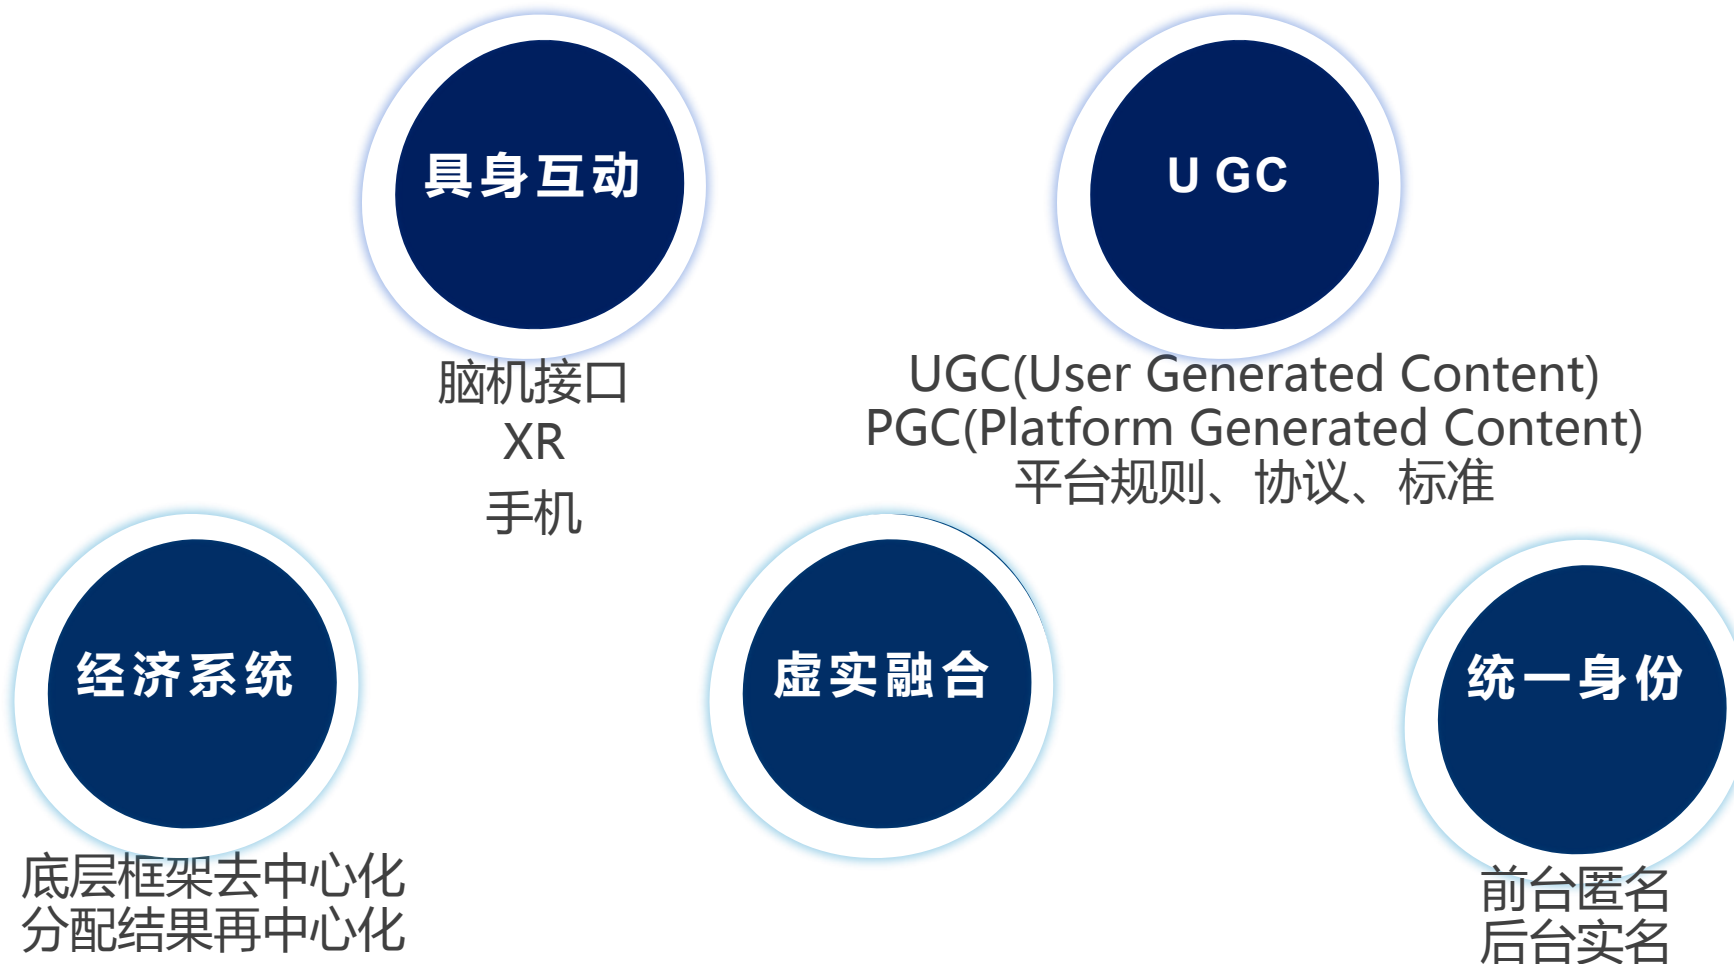 具身互动
脑机接口
XR
手机
U GC
UGC(User Generated Content)
PGC(Platform Generated Content)
平台规则、协议、标准
经济系统
底层框架去中心化
分配结果再中心化
虚实融合
统一身份
前台匿名
后台实名